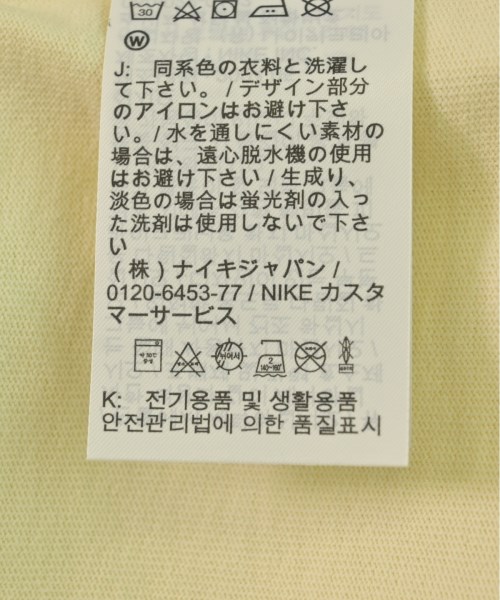 30
W
J: 同系色の衣料と洗濯し
て下さい。 / デザイン部分
のアイロンはお避け下さ
い。/ 水を通しにくい素材の
場合は、遠心脱水機の使用
はお避け下さい / 生成り、
淡色の場合は蛍光剤の入っ
た洗剤は使用しないで下さ
い
( 株 ) ナイキジャパン /
0120-6453-77 / NIKE カスタ
マーサービス
K: 전기용품 및 생활용품
안전관리법에 의한 품질표시